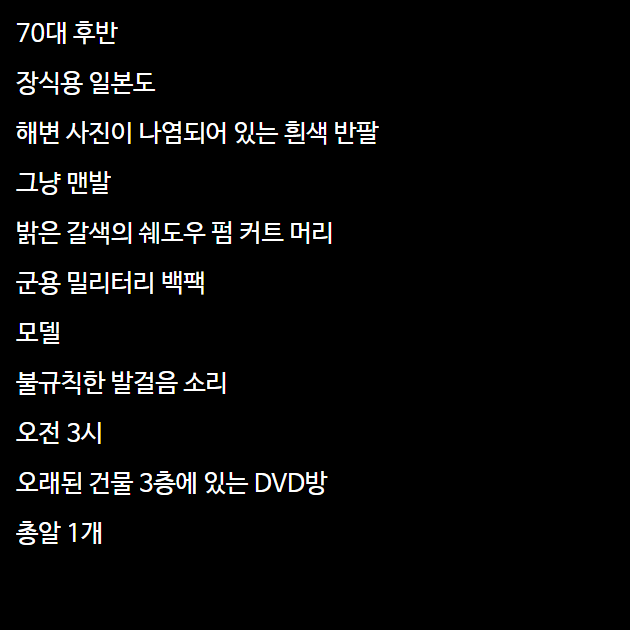 70대 후반
장식용 일본도
해변 사진이 나염되어 있는 흰색 반팔
그냥 맨발
밝은 갈색의 쉐도우 펌 커트 머리
군용 밀리터리 백팩
모델
불규칙한 발걸음 소리
오전 3시
오래된 건물 3층에 있는 DVD방
총알 1개